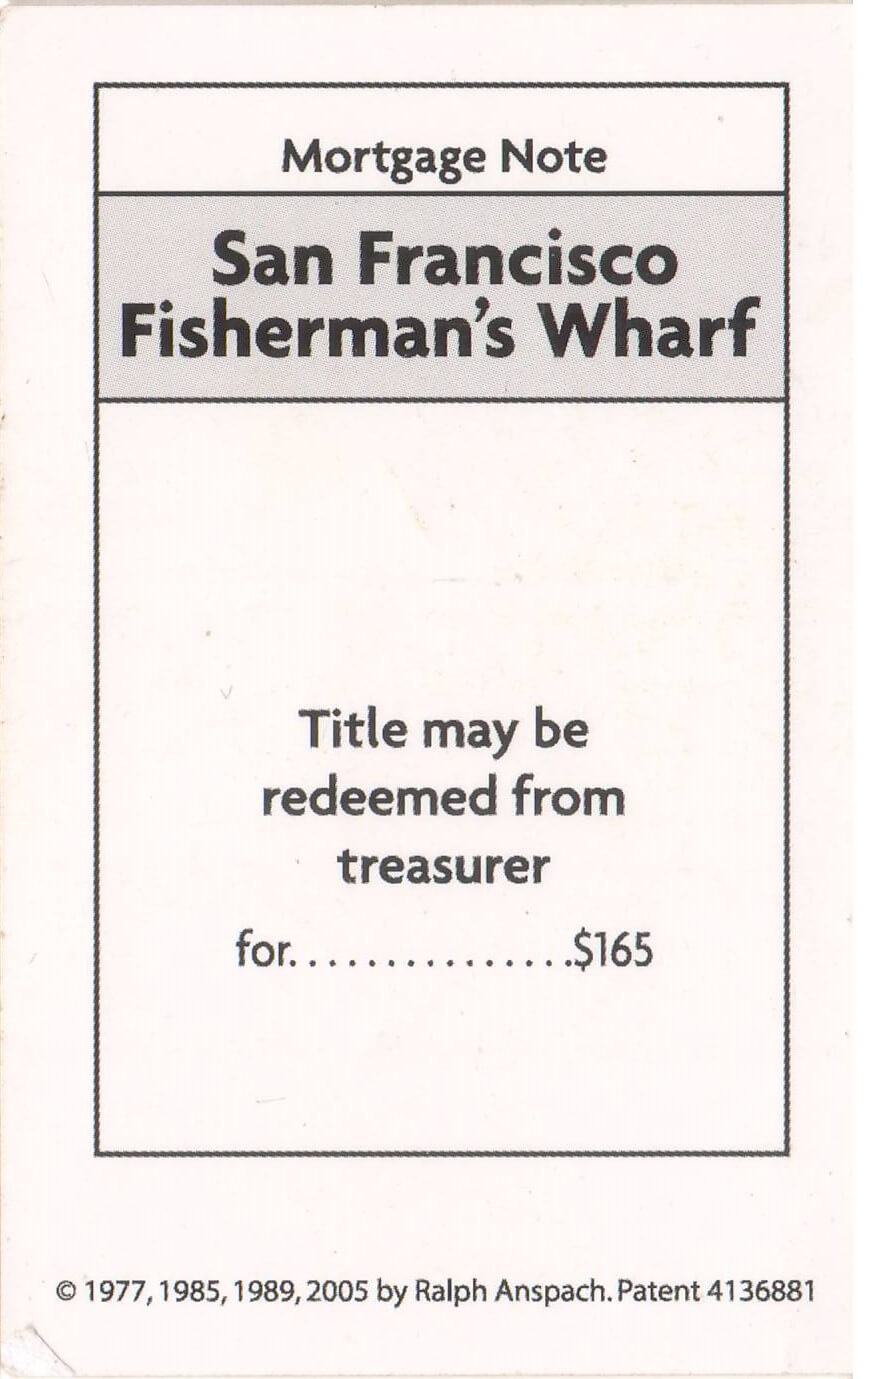 Mortgage Note
San Francisco
Fisherman's Wharf
Title may be
redeemed from
treasurer
for................$165
© 1977, 1985, 1989, 2005 by Ralph Anspach. Patent 4136881